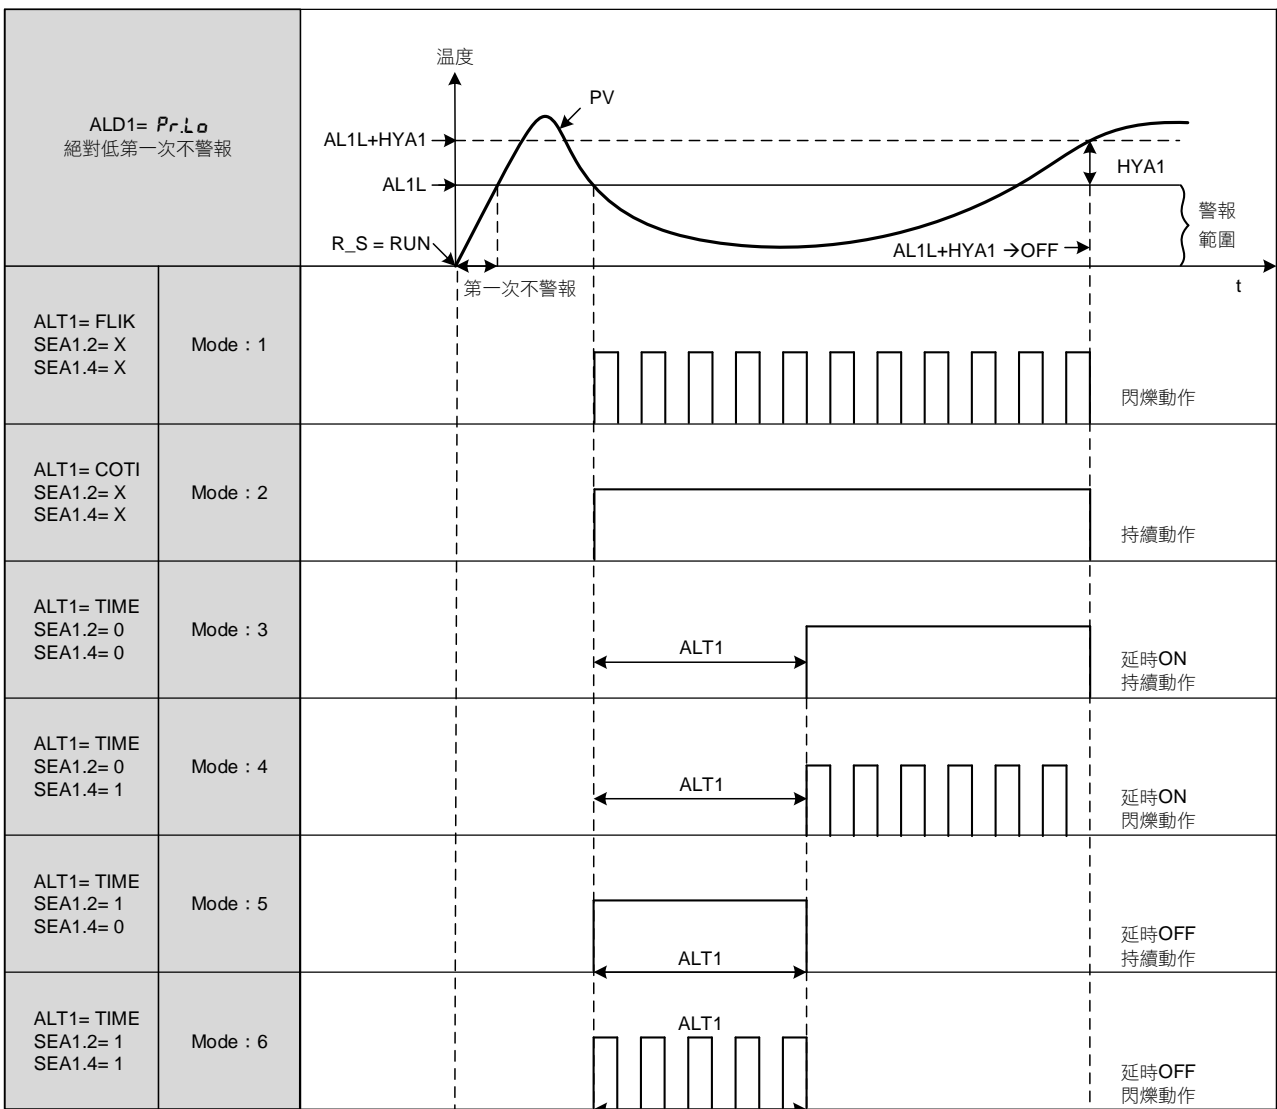 ALD1= Pr.Lo
絕對低第一次不警報
温度
PV
AL1L+HYA1
AL1L
HYA1
警報
範圍
R_S = RUN
AL1L+HYA1 →OFF
第一次不警報
t
ALT1= FLIK
SEA1.2= X
SEA1.4= X
Mode：1
閃爍動作
ALT1= COTI
SEA1.2= X
SEA1.4= X
Mode：2
持續動作
ALT1= TIME
SEA1.2= 0
SEA1.4= 0
Mode：3
ALT1
延時ON
持續動作
ALT1= TIME
SEA1.2= 0
SEA1.4= 1
Mode：4
ALT1
延時ON
閃爍動作
ALT1= TIME
SEA1.2= 1
SEA1.4= 0
Mode：5
ALT1
延時OFF
持續動作
ALT1= TIME
SEA1.2= 1
SEA1.4= 1
Mode：6
ALT1
延時OFF
閃爍動作